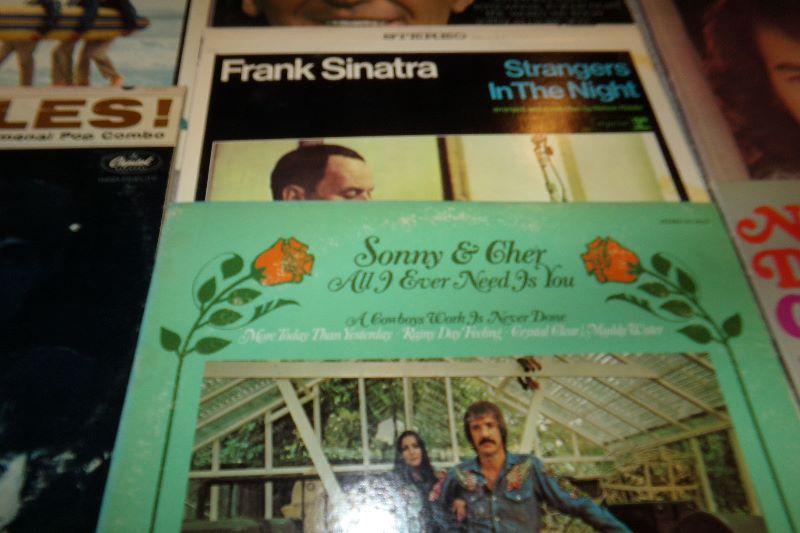 STEREO
Frank Sinatra
Strangers
In The Night
LES!
menal Pop Combo
Capitol
Sonny & Cher
All I Ever Need Is You
A Cowboys Work Is Never Done
More Today Than Yesterday · Rainy Day Feeling · Crystal Clear / Muddy Water